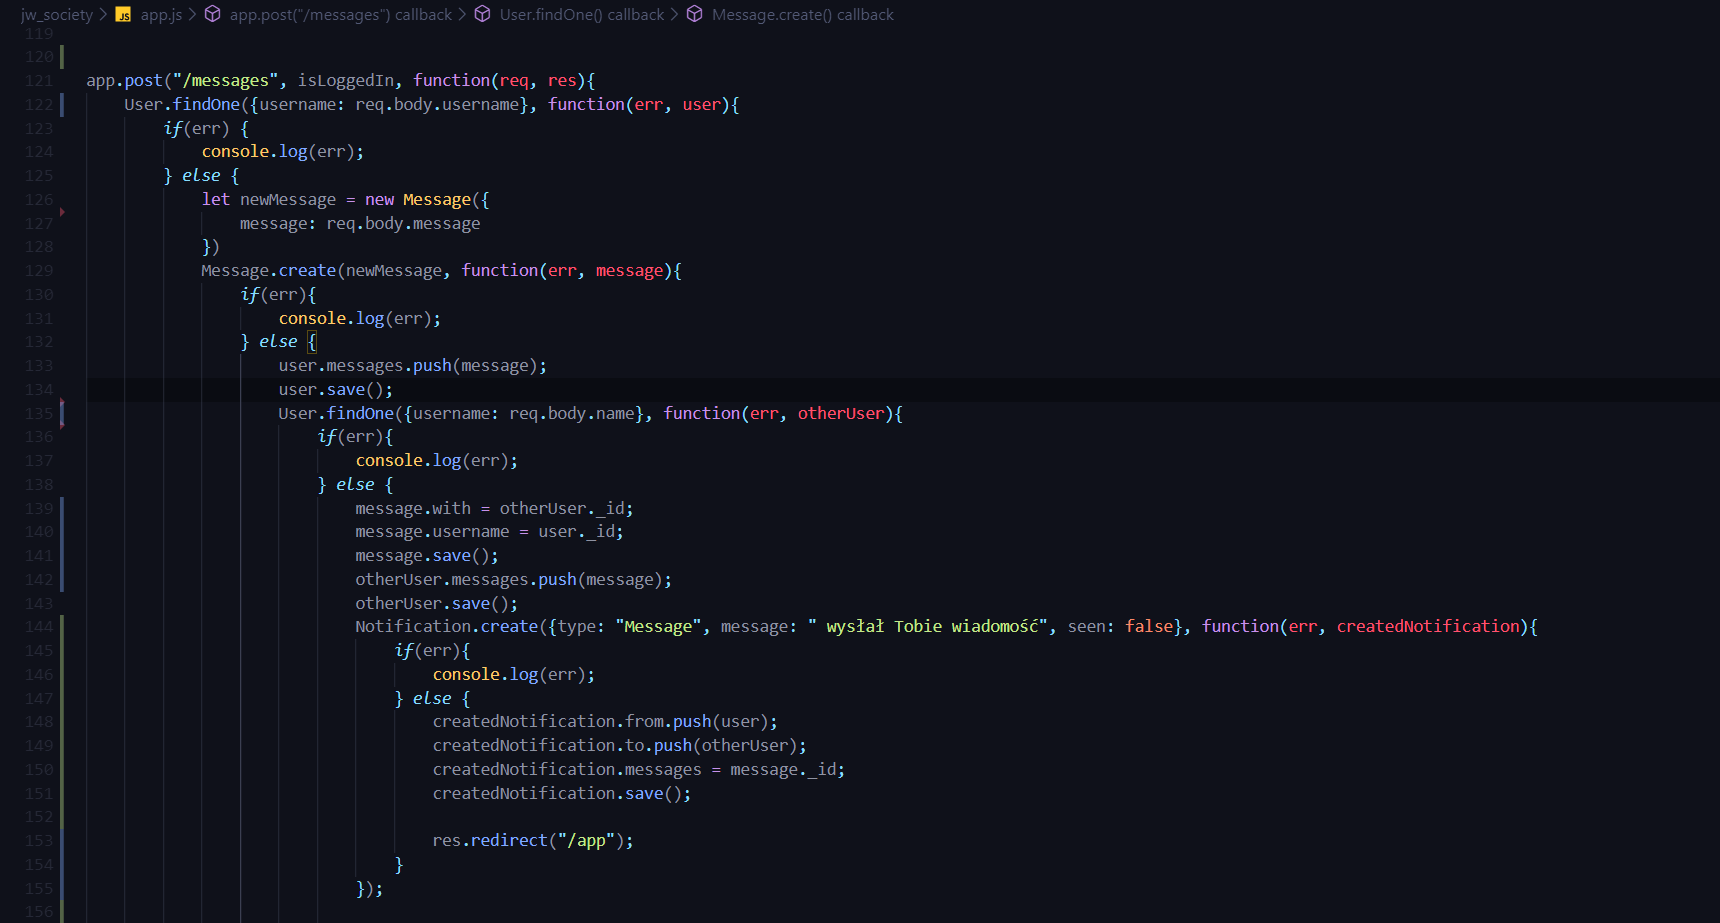 jw_society > JS app.js > app.post("/messages") callback > User.findOne() callback > Message.create() callback
119
120
121 app.post("/messages", isLoggedIn, function(req, res){
122 User.findOne({username: req.body.username}, function(err, user){
123 if(err) {
124 console.log(err);
125 } else {
126 let newMessage = new Message({
127 message: req.body.message
128 })
129 Message.create(newMessage, function(err, message){
130 if(err){
131 console.log(err);
132 } else {
133 user.messages.push(message);
134 user.save();
135 User.findOne({username: req.body.name}, function(err, otherUser){
136 if(err){
137 console.log(err);
138 } else {
139 message.with = otherUser._id;
140 message.username = user._id;
141 message.save();
142 otherUser.messages.push(message);
143 otherUser.save();
144 Notification.create({type: "Message", message: " wysłał Tobie wiadomość", seen: false}, function(err, createdNotification){
145 if(err){
146 console.log(err);
147 } else {
148 createdNotification.from.push(user);
149 createdNotification.to.push(otherUser);
150 createdNotification.messages = message._id;
151 createdNotification.save();
152
153 res.redirect("/app");
154 }
155 });
156